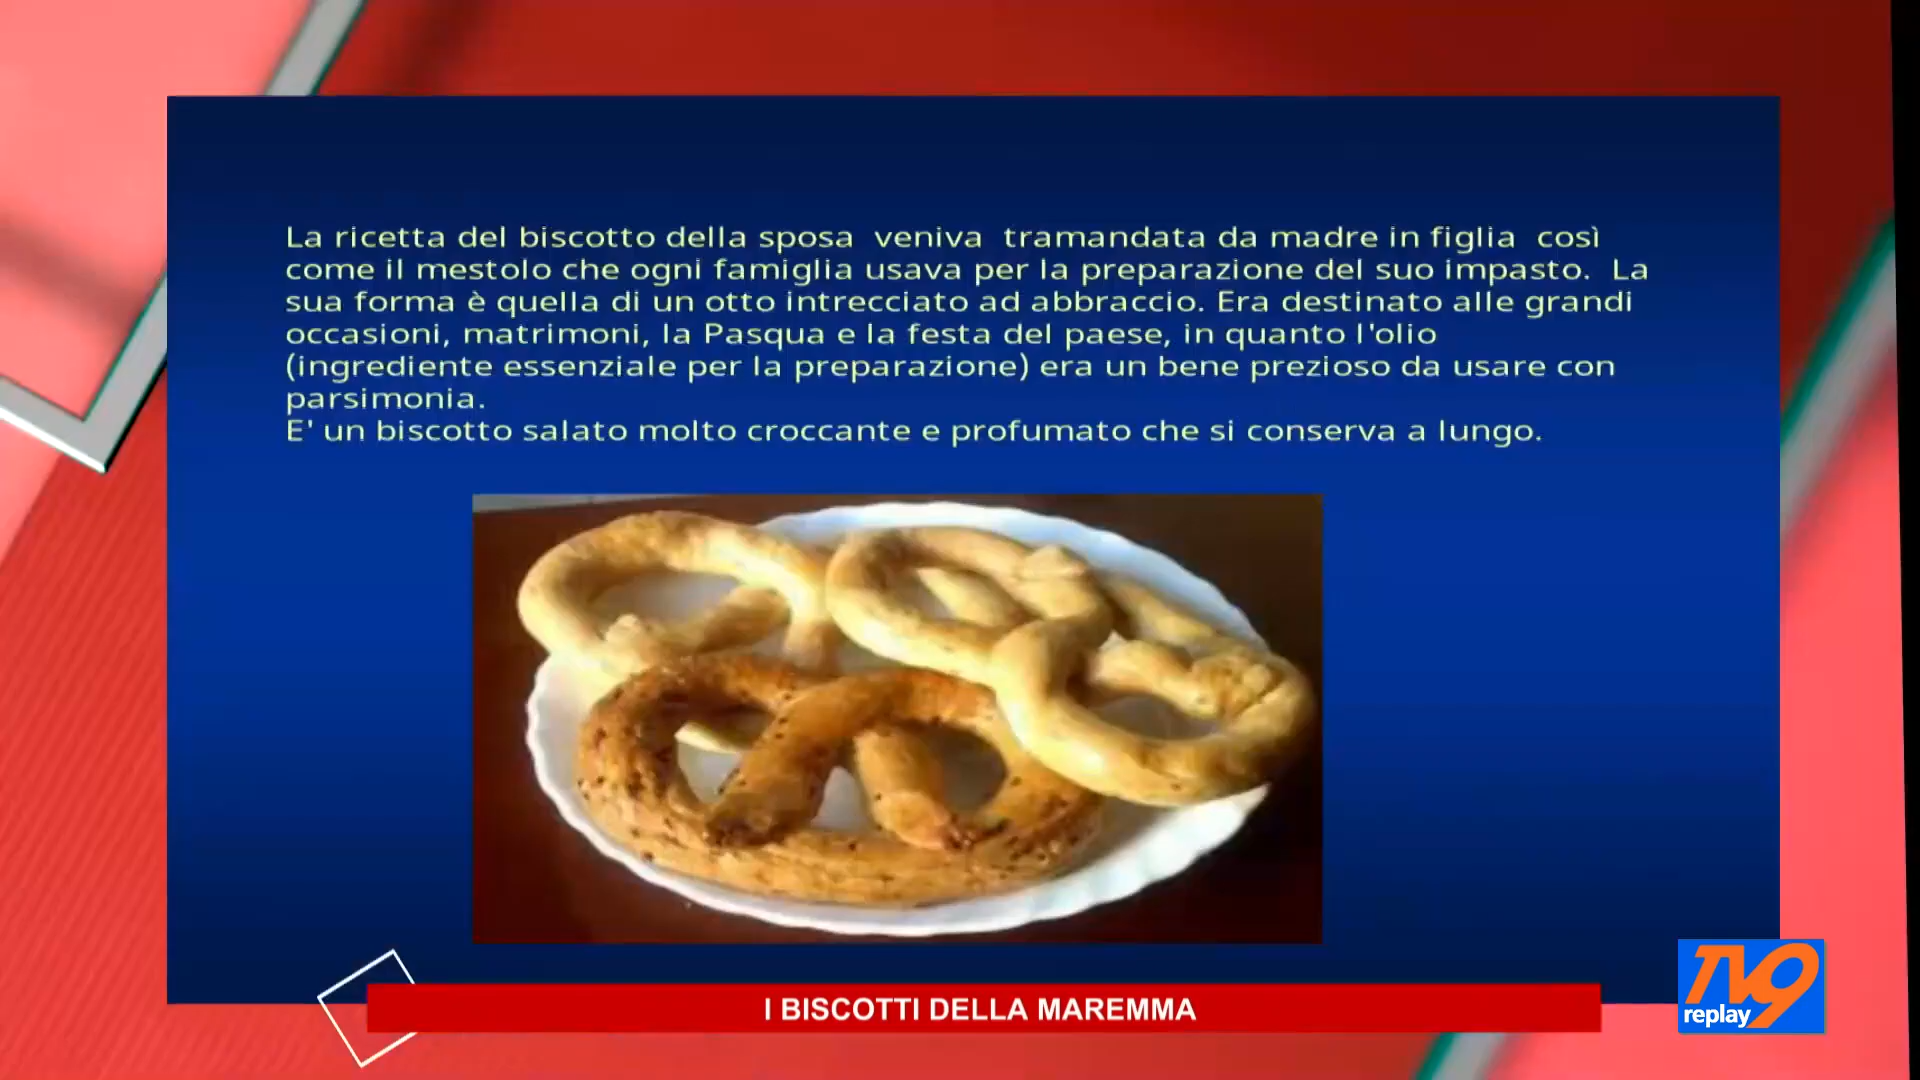 La ricetta del biscotto della sposa veniva tramandata da madre in figlia così
come il mestolo che ogni famiglia usava per la preparazione del suo impasto. La
sua forma è quella di un otto intrecciato ad abbraccio. Era destinato alle grandi
occasioni, matrimoni, la Pasqua e la festa del paese, in quanto l'olio
(ingrediente essenziale per la preparazione) era un bene prezioso da usare con
parsimonia.
E' un biscotto salato molto croccante e profumato che si conserva a lungo.
I BISCOTTI DELLA MAREMMA
TV9
replay